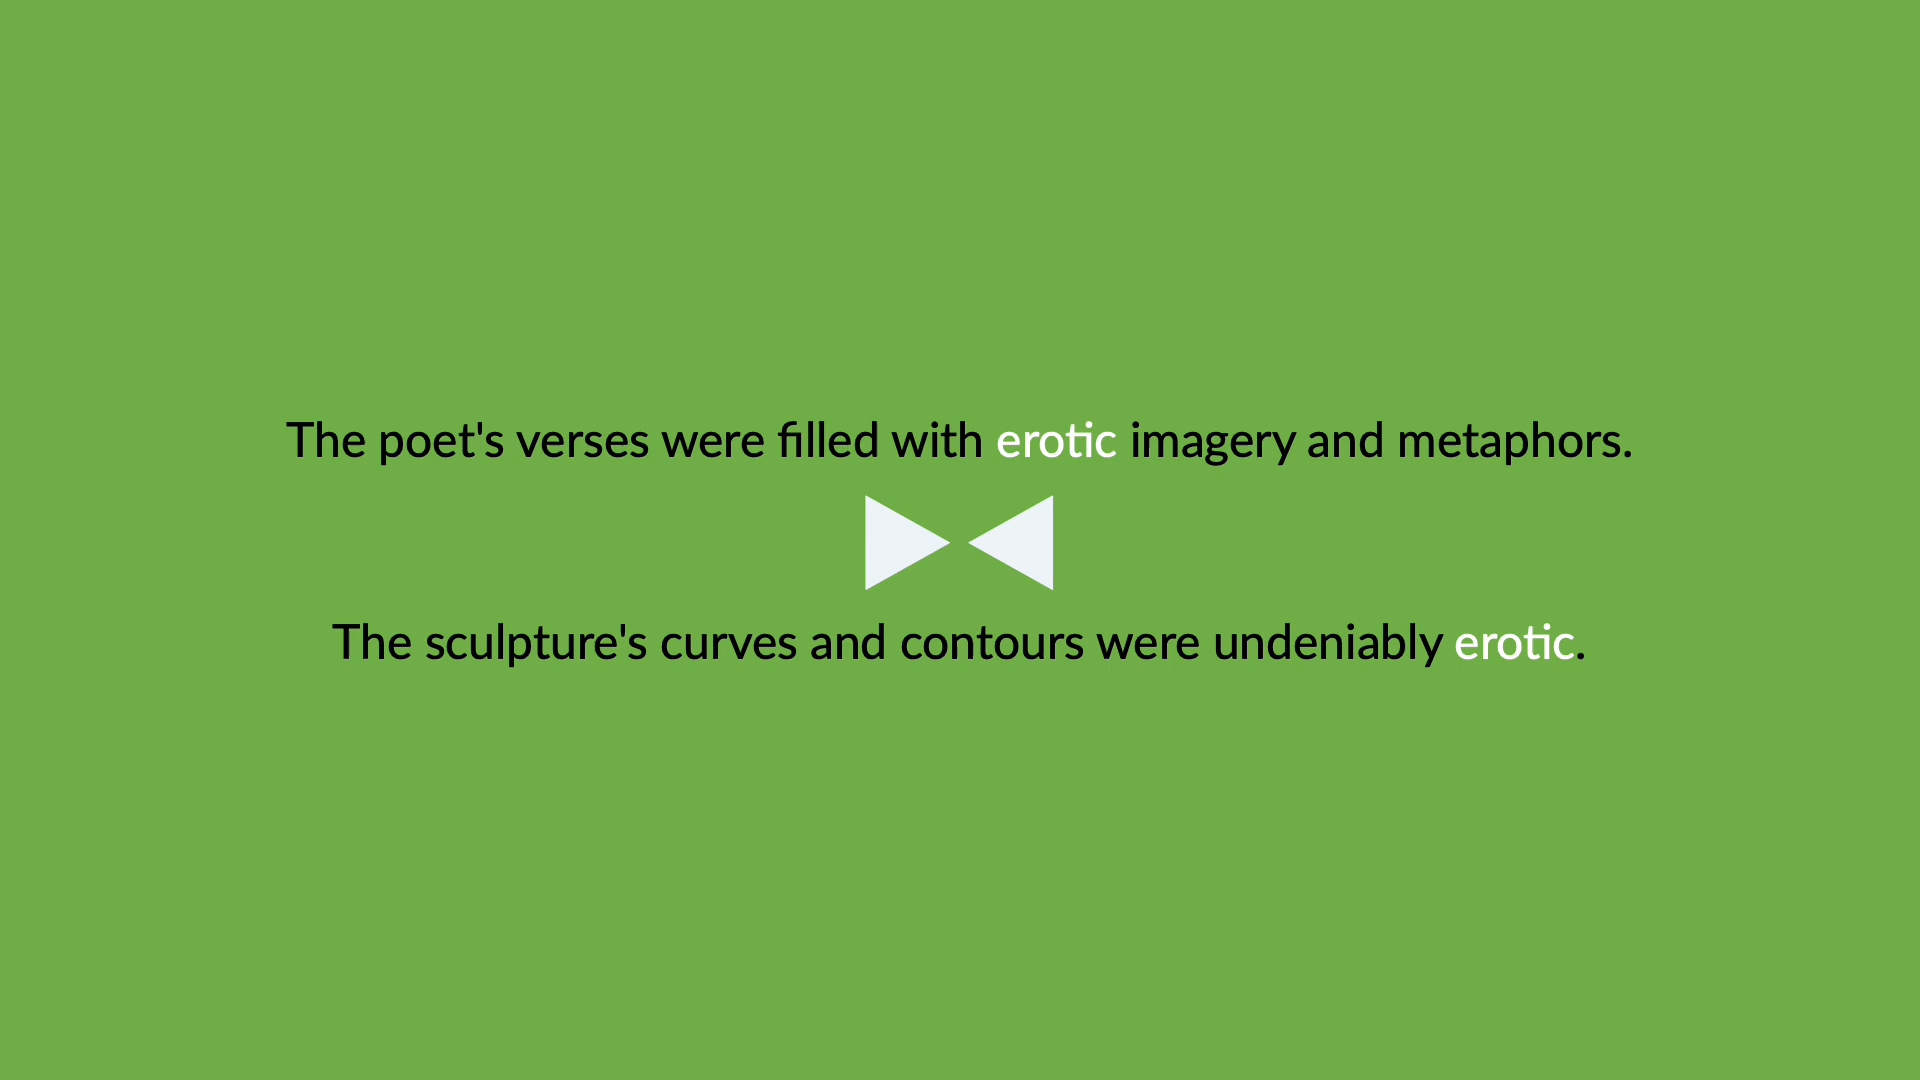 The poet's verses were filled with erotic imagery and metaphors.
The sculpture's curves and contours were undeniably erotic.